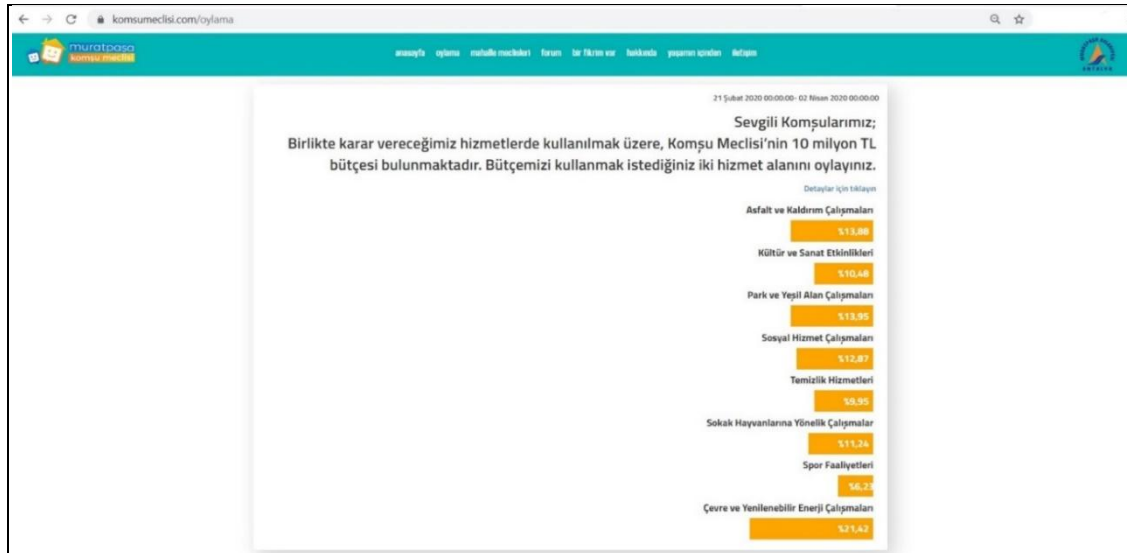 komsumeclisi.com/oylama
muratpaşa
komşu meclisi
anasayfa oylama mahalle meclisleri forum bir fikrim var hakkında yaşamın içinden iletişim
ANTALYA
21 Şubat 2020 00:00:00- 02 Nisan 2020 00:00:00
Sevgili Komşularımız;
Birlikte karar vereceğimiz hizmetlerde kullanılmak üzere, Komşu Meclisi'nin 10 milyon TL
bütçesi bulunmaktadır. Bütçemizi kullanmak istediğiniz iki hizmet alanını oylayınız.
Detaylar için tıklayın
Asfalt ve Kaldırım Çalışmaları
%13,88
Kültür ve Sanat Etkinlikleri
%10,48
Park ve Yeşil Alan Çalışmaları
%13,95
Sosyal Hizmet Çalışmaları
%12,87
Temizlik Hizmetleri
%9,95
Sokak Hayvanlarına Yönelik Çalışmalar
%11,24
Spor Faaliyetleri
%6,23
Çevre ve Yenilenebilir Enerji Çalışmaları
%21,42